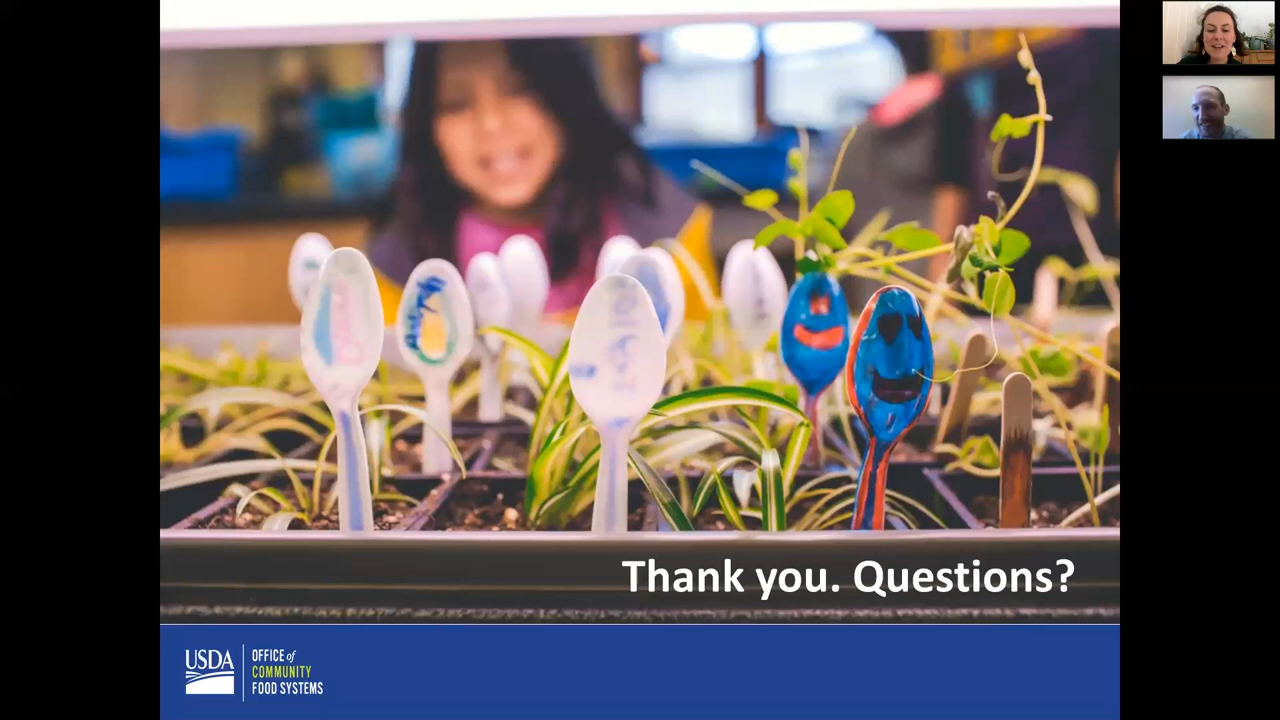 Thank you. Questions?
USDA
OFFICE of
COMMUNITY
FOOD SYSTEMS